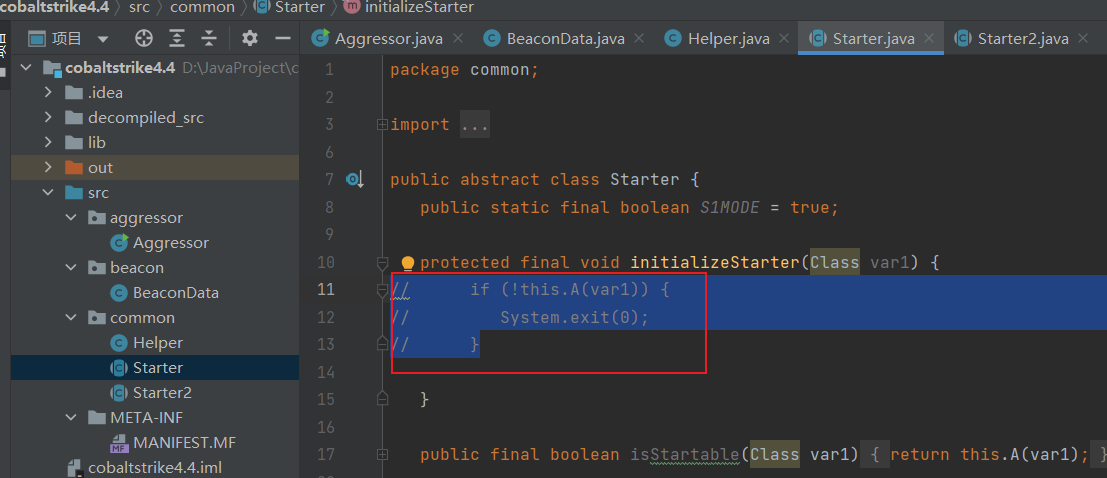 cobaltstrike4.4 › src › common › Starter › initializeStarter
项目
Aggressor.java × BeaconData.java × Helper.java × Starter.java × Starter2.java ×
cobaltstrike4.4 D:\JavaProject\c
.idea
decompiled_src
lib
out
src
aggressor
Aggressor
beacon
BeaconData
common
Helper
Starter
Starter2
META-INF
MANIFEST.MF
cobaltstrike4.4.iml
1 package common;
2
3 import ...
6
7 public abstract class Starter {
8 public static final boolean S1MODE = true;
9
10 protected final void initializeStarter(Class var1) {
11 // if (!this.A(var1)) {
12 // System.exit(0);
13 // }
14
15 }
16
17 public final boolean isStartable(Class var1) { return this.A(var1); }